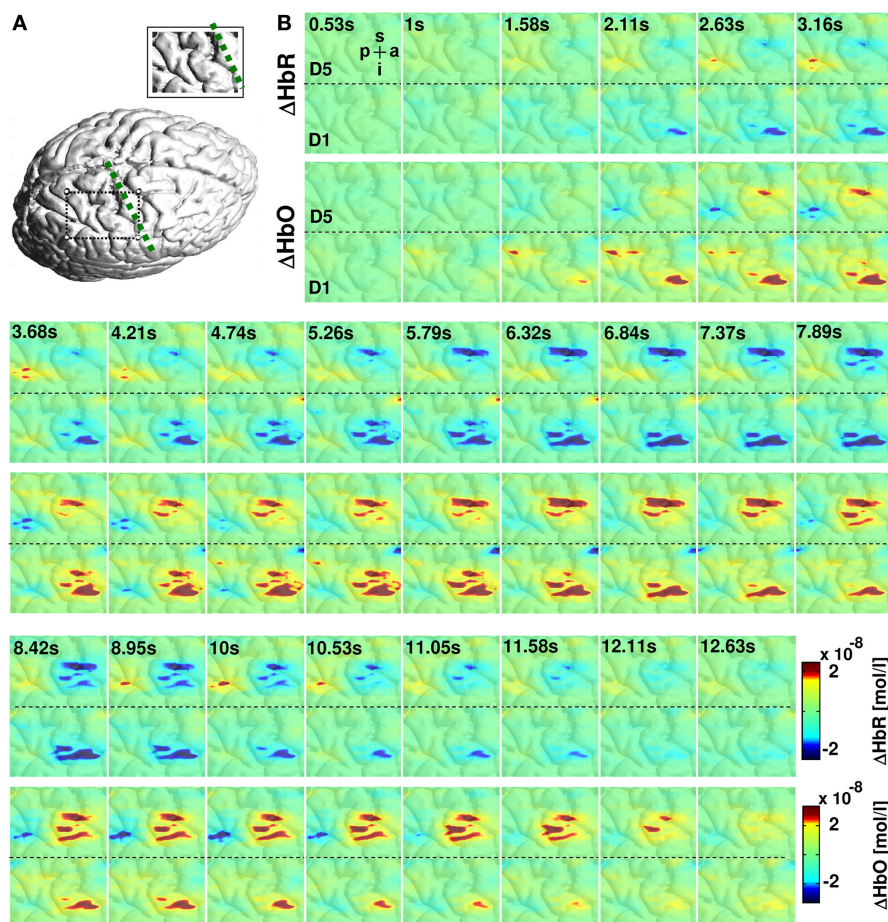 A
B
0.53s 1s 1.58s 2.11s 2.63s 3.16s
s
p + a
i
ΔHbR
D5
D1
ΔHbO
D5
D1
3.68s 4.21s 4.74s 5.26s 5.79s 6.32s 6.84s 7.37s 7.89s
8.42s 8.95s 10s 10.53s 11.05s 11.58s 12.11s 12.63s
x 10⁻⁸
2
-2
ΔHbR [mol/l]
x 10⁻⁸
2
-2
ΔHbO [mol/l]